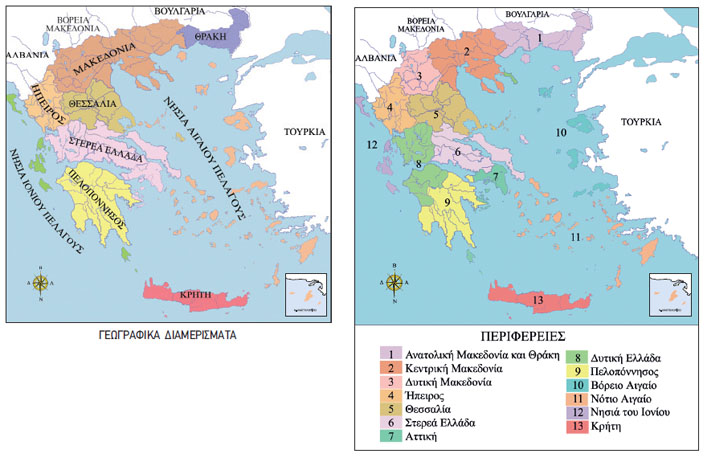 ΒΟΥΛΓΑΡΙΑ
ΒΟΡΕΙΑ
ΜΑΚΕΔΟΝΙΑ
ΑΛΒΑΝΙΑ
ΘΡΑΚΗ
ΜΑΚΕΔΟΝΙΑ
ΗΠΕΙΡΟΣ
ΘΕΣΣΑΛΙΑ
ΤΟΥΡΚΙΑ
ΣΤΕΡΕΑ ΕΛΛΑΔΑ
ΝΗΣΙΑ ΑΙΓΑΙΟΥ ΠΕΛΑΓΟΥΣ
ΝΗΣΙΑ ΙΟΝΙΟΥ ΠΕΛΑΓΟΥΣ
ΠΕΛΟΠΟΝΝΗΣΟΣ
ΚΡΗΤΗ
Β
Δ
Α
Ν
ΓΕΩΓΡΑΦΙΚΑ ΔΙΑΜΕΡΙΣΜΑΤΑ
ΒΟΥΛΓΑΡΙΑ
ΒΟΡΕΙΑ
ΜΑΚΕΔΟΝΙΑ
ΑΛΒΑΝΙΑ
ΤΟΥΡΚΙΑ
1
2
3
4
5
6
7
8
9
10
11
12
13
Β
Δ
Α
Ν
ΠΕΡΙΦΕΡΕΙΕΣ
1 Ανατολική Μακεδονία και Θράκη
2 Κεντρική Μακεδονία
3 Δυτική Μακεδονία
4 Ήπειρος
5 Θεσσαλία
6 Στερεά Ελλάδα
7 Αττική
8 Δυτική Ελλάδα
9 Πελοπόννησος
10 Βόρειο Αιγαίο
11 Νότιο Αιγαίο
12 Νησιά του Ιονίου
13 Κρήτη